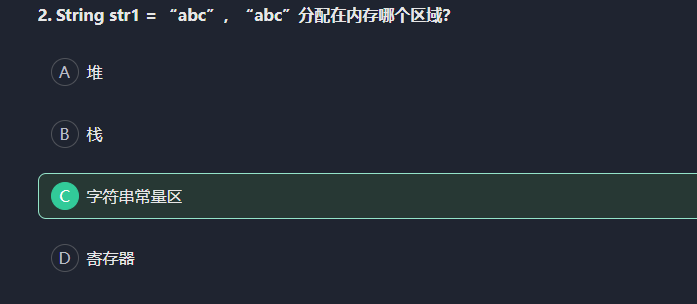 2. String str1 = “abc”，“abc”分配在内存哪个区域？
A 堆
B 栈
C 字符串常量区
D 寄存器